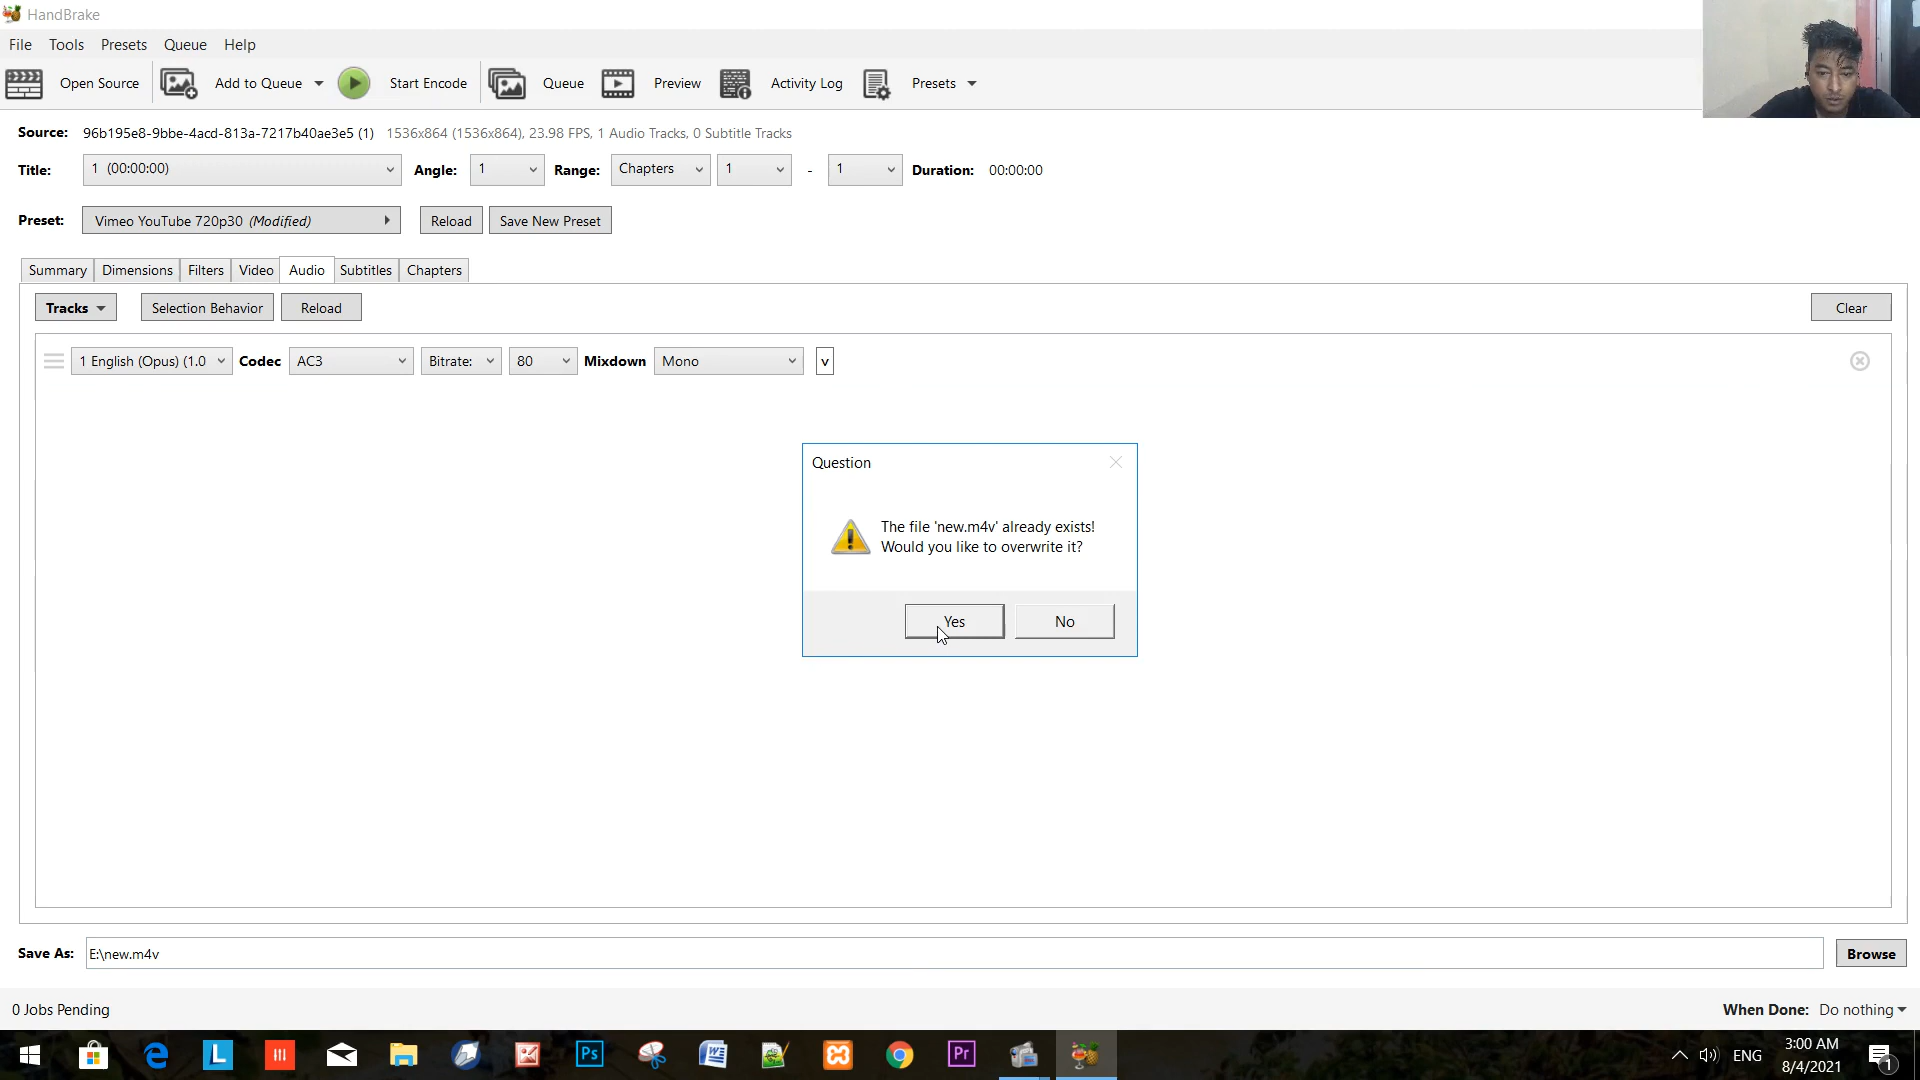 HandBrake
File Tools Presets Queue Help
Open Source Add to Queue Start Encode Queue Preview Activity Log Presets
Source: 96b195e8-9bbe-4acd-813a-7217b40ae3e5 (1) 1536x864 (1536x864), 23.98 FPS, 1 Audio Tracks, 0 Subtitle Tracks
Title: 1 (00:00:00) Angle: 1 Range: Chapters 1 - 1 Duration: 00:00:00
Preset: Vimeo YouTube 720p30 (Modified) Reload Save New Preset
Summary Dimensions Filters Video Audio Subtitles Chapters
Tracks Selection Behavior Reload Clear
1 English (Opus) (1.0 Codec AC3 Bitrate: 80 Mixdown Mono v
Question
The file 'new.m4v' already exists!
Would you like to overwrite it?
Yes No
Save As: E:\new.m4v Browse
0 Jobs Pending When Done: Do nothing
L Ps Pr ENG 3:00 AM
8/4/2021 1